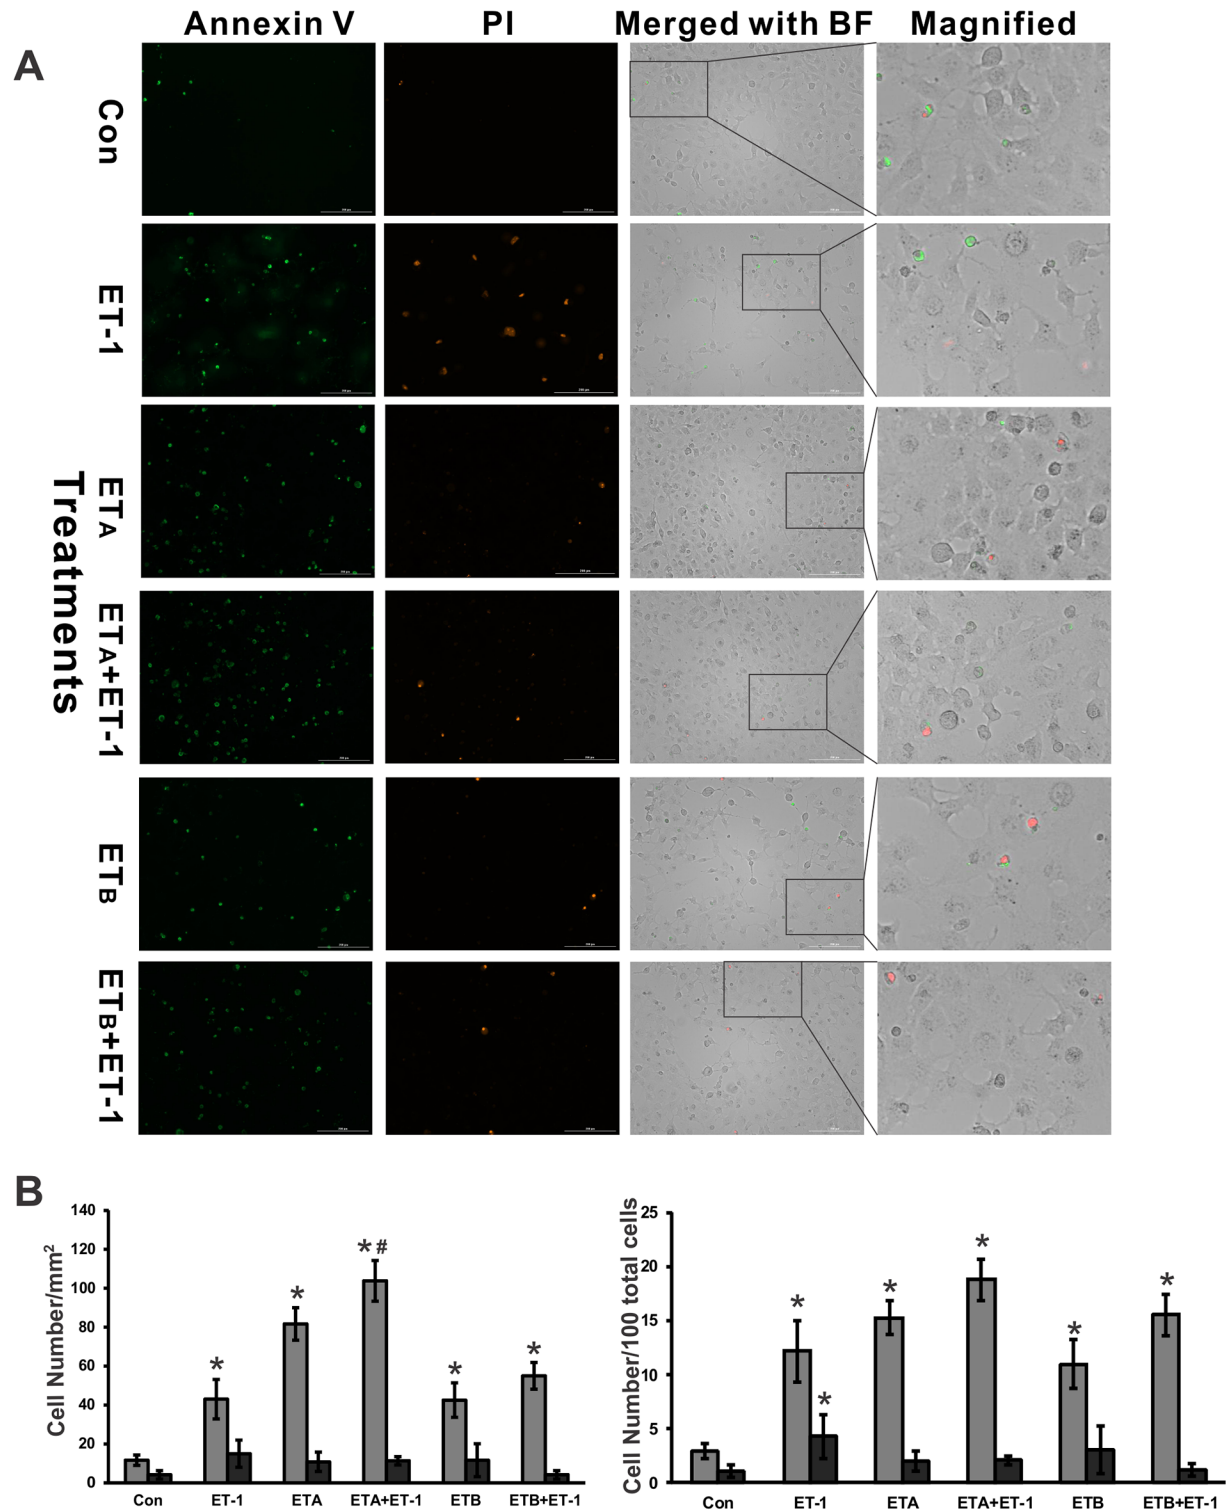 Annexin V PI Merged with BF Magnified
A
Treatments
Con
ET-1
ETA
ETA+ET-1
ETB
ETB+ET-1
B
Cell Number/mm²
140
120
100
80
60
40
20
0
*
*
*#
*
*
Con ET-1 ETA ETA+ET-1 ETB ETB+ET-1
Cell Number/100 total cells
25
20
15
10
5
0
*
*
*
*
*
*
Con ET-1 ETA ETA+ET-1 ETB ETB+ET-1